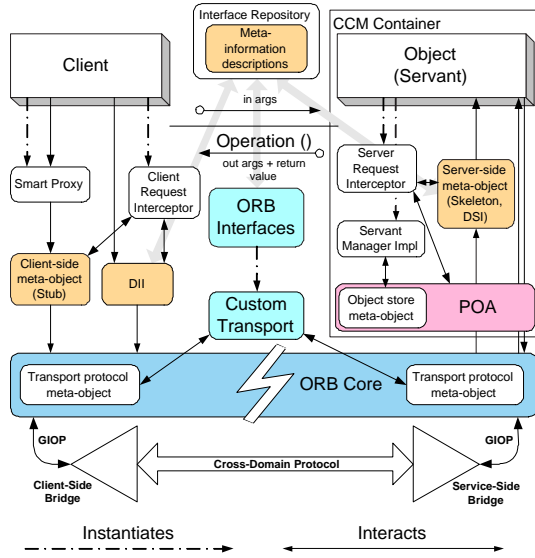 Interface Repository
Meta-
information
descriptions
CCM Container
Client
Object
(Servant)
in args
Operation ()
out args + return
value
Smart Proxy
Client
Request
Interceptor
Server
Request
Interceptor
Server-side
meta-object
(Skeleton,
DSI)
ORB
Interfaces
Servant
Manager Impl
Client-side
meta-object
(Stub)
DII
Custom
Transport
Object store
meta-object
POA
Transport protocol
meta-object
ORB Core
Transport protocol
meta-object
GIOP
GIOP
Cross-Domain Protocol
Client-Side
Bridge
Service-Side
Bridge
Instantiates
Interacts